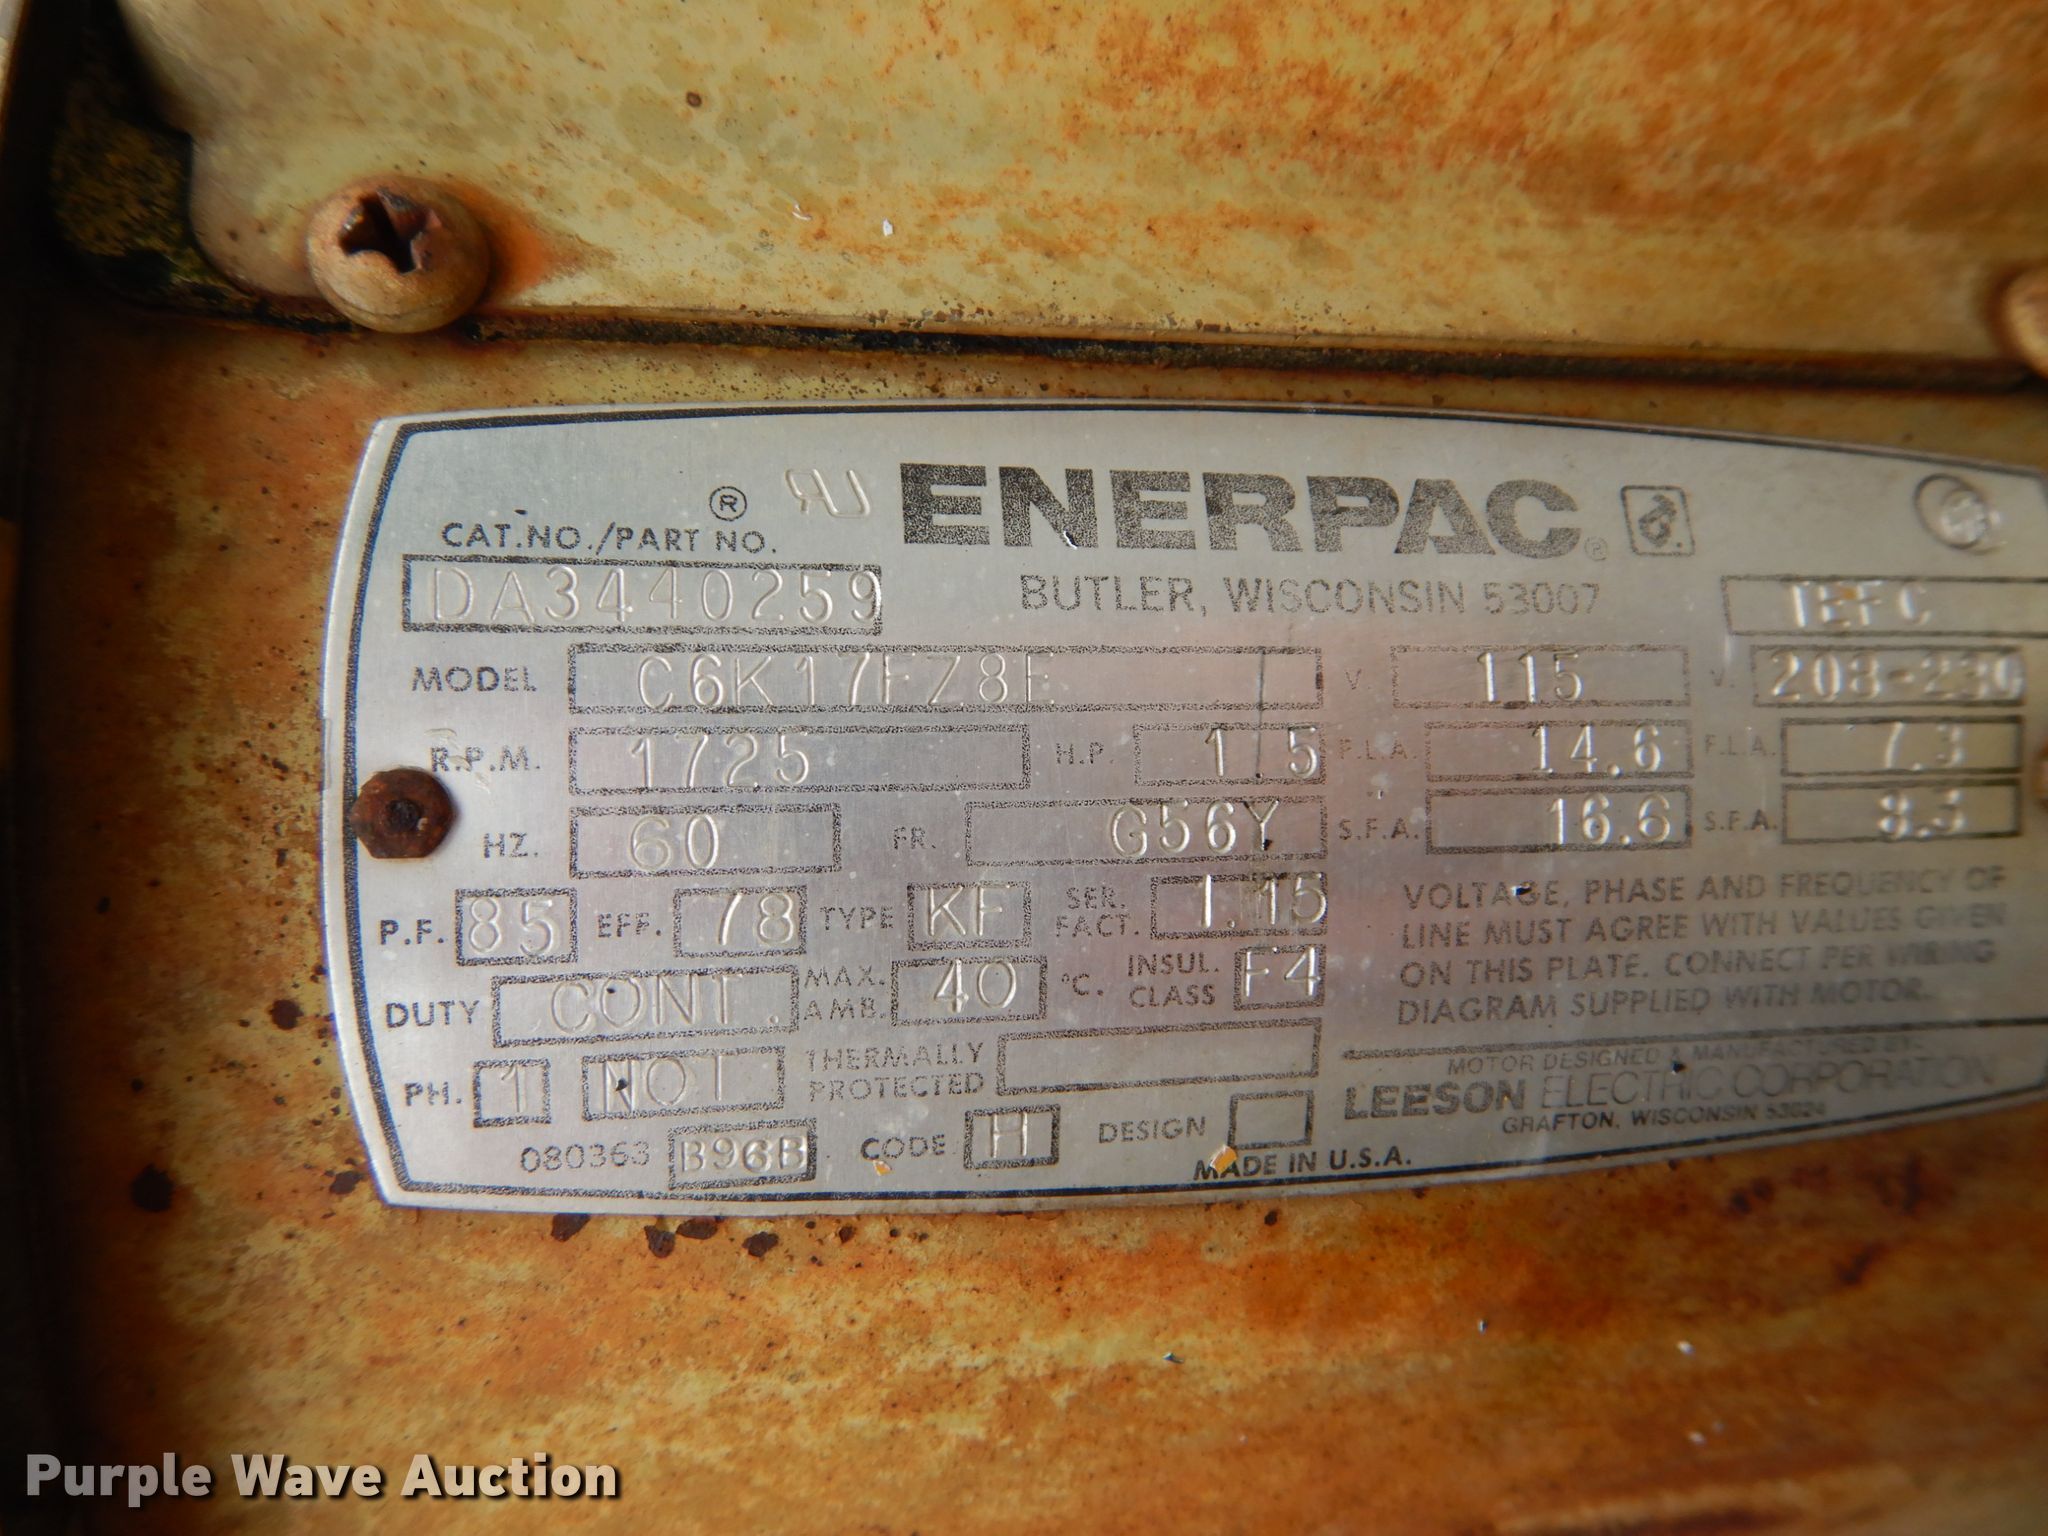 ® ENERPAC®
CAT.NO./PART NO.
BUTLER, WISCONSIN 53007
DA3440259 TEFC
MODEL C6K17FZ8F V. 115 V. 208-230
R.P.M. 1725 H.P. 1.5 F.L.A. 14.6 F.L.A. 7.3
HZ. 60 FR. G56Y S.F.A. 16.6 S.F.A. 8.3
P.F. 85 EFF. 78 TYPE KF SER. FACT. 1.15
DUTY CONT. MAX. AMB. 40 °C. INSUL. CLASS F4
PH. 1 NOT THERMALLY PROTECTED
080363 B96B CODE H DESIGN
VOLTAGE, PHASE AND FREQUENCY OF
LINE MUST AGREE WITH VALUES GIVEN
ON THIS PLATE. CONNECT PER WIRING
DIAGRAM SUPPLIED WITH MOTOR.
MOTOR DESIGNED & MANUFACTURED BY
LEESON ELECTRIC CORPORATION
GRAFTON, WISCONSIN 53024
MADE IN U.S.A.
Purple Wave Auction